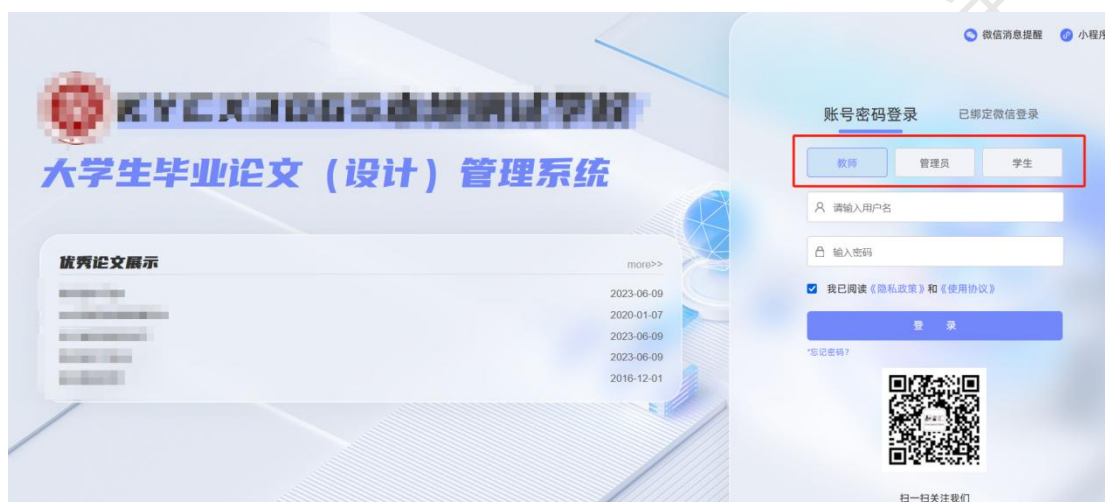 微信消息提醒 小程序
大学生毕业论文（设计）管理系统
优秀论文展示 more>>
2023-06-09
2020-01-07
2023-06-09
2023-06-09
2016-12-01
账号密码登录 已绑定微信登录
教师 管理员 学生
请输入用户名
输入密码
我已阅读《隐私政策》和《使用协议》
登 录
*忘记密码?
扫一扫关注我们